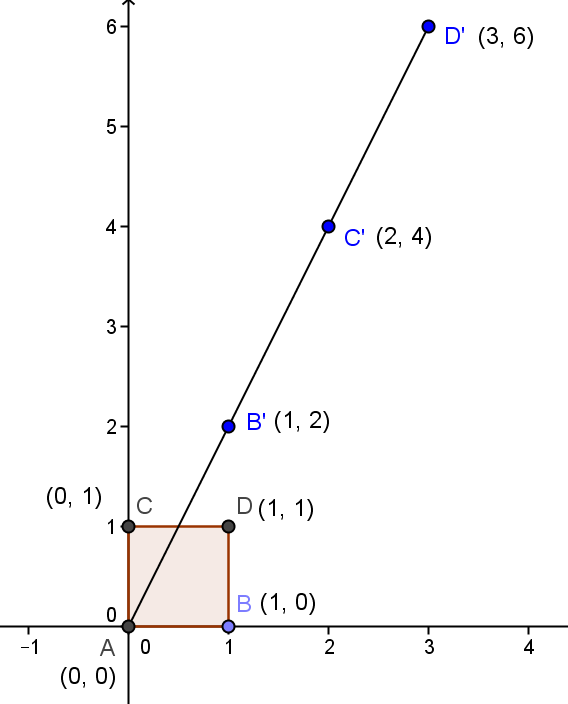 6
D' (3, 6)
5
4
C' (2, 4)
3
2
B' (1, 2)
(0, 1) C
D (1, 1)
1
B (1, 0)
0
−1 A 0 1 2 3 4
(0, 0)